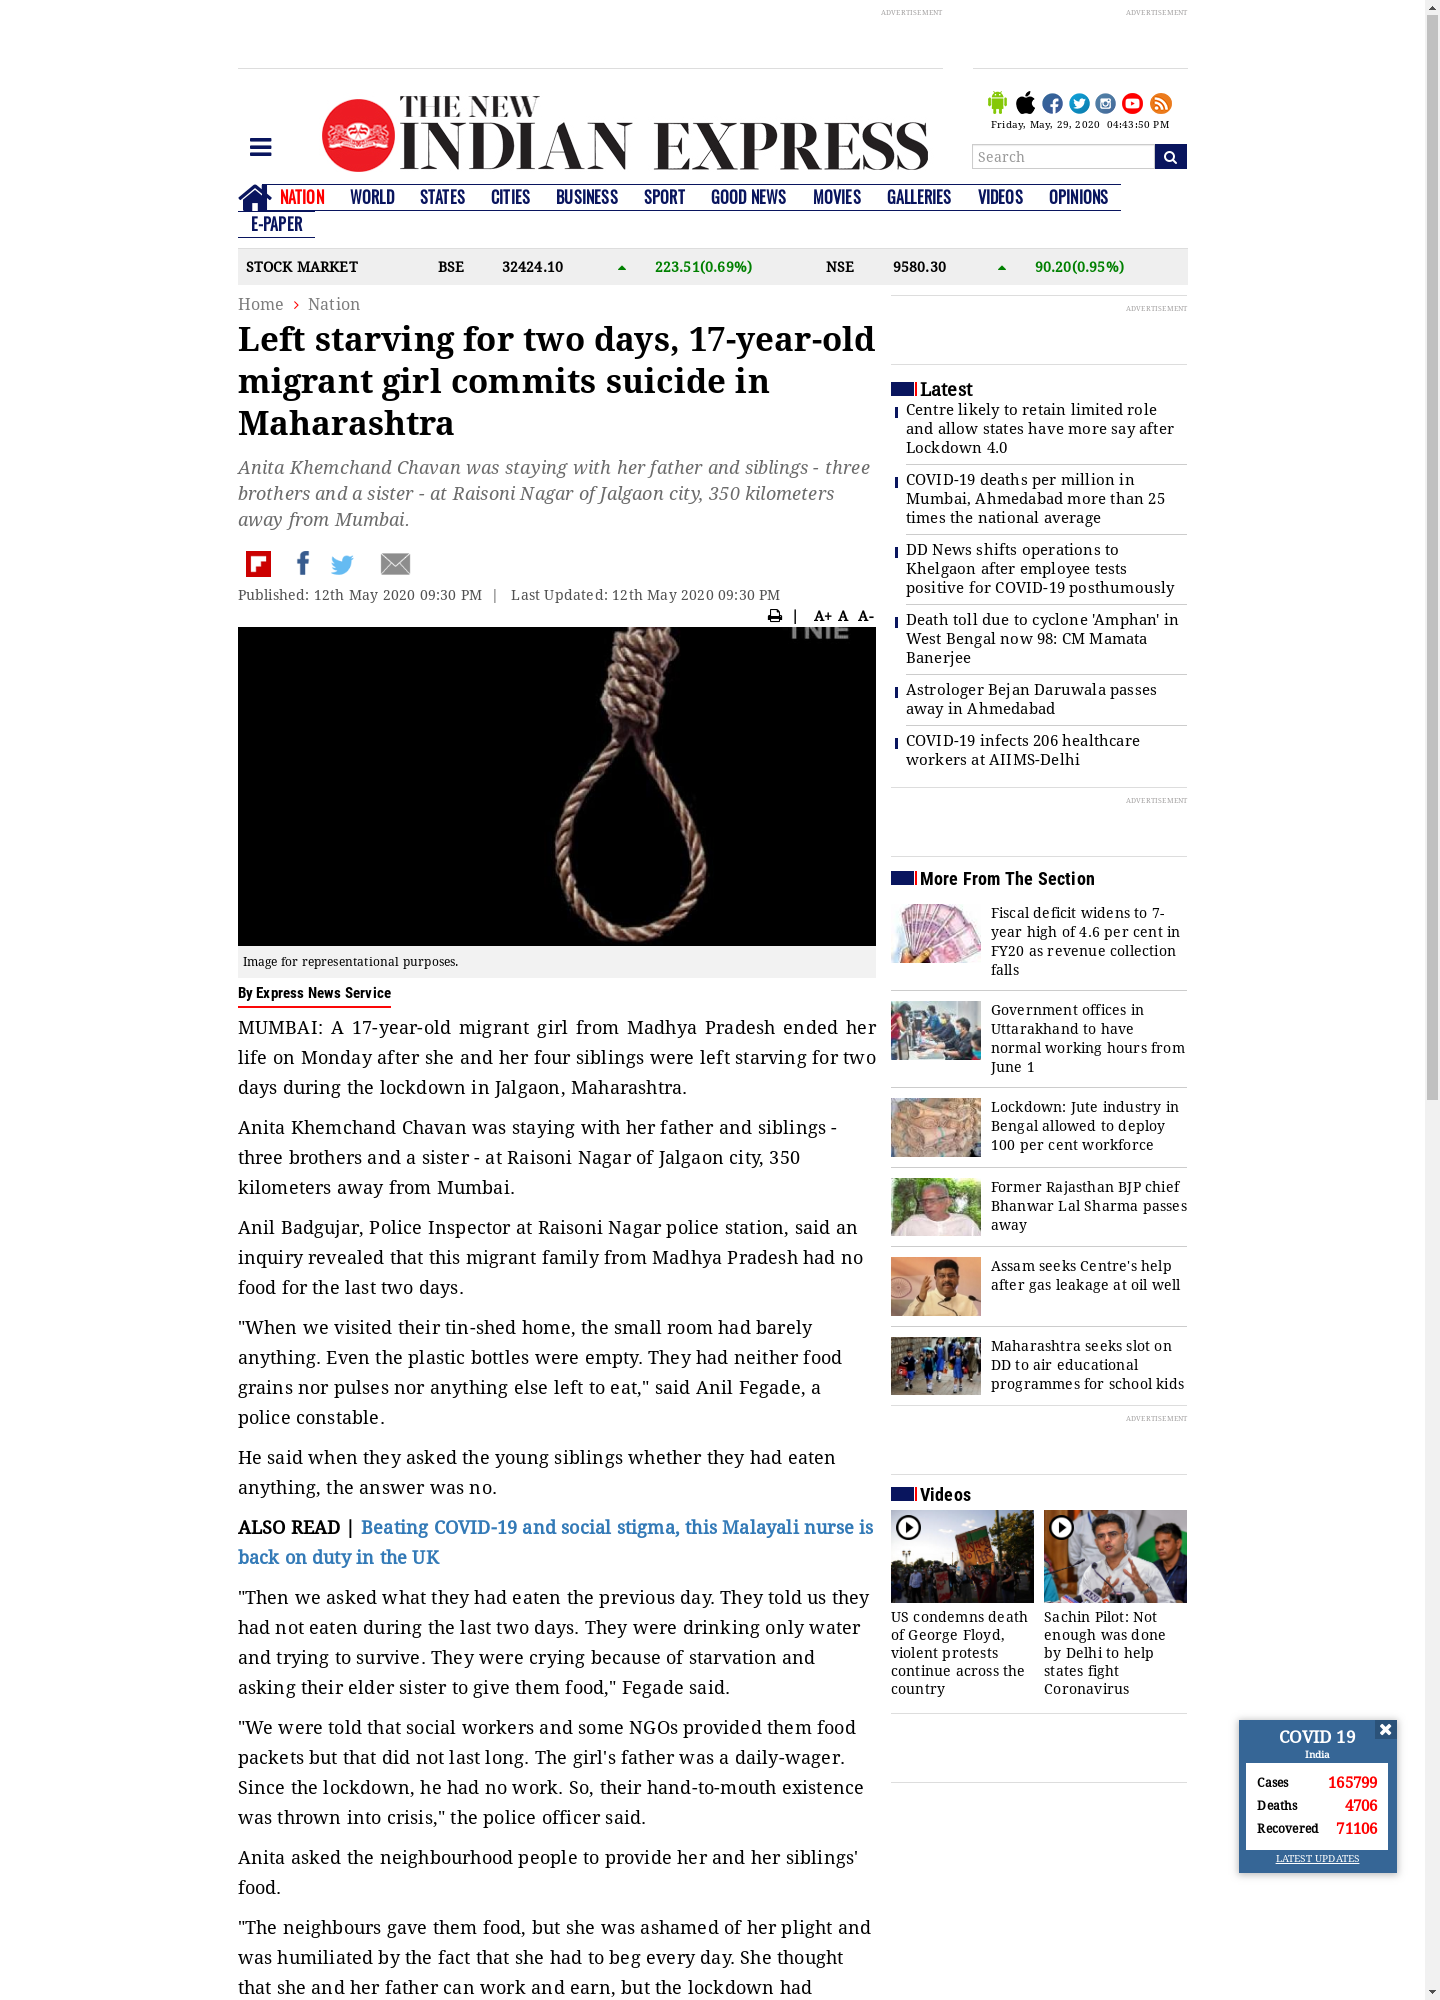 ADVERTISEMENT
ADVERTISEMENT
THE NEW
INDIAN EXPRESS
Friday, May, 29, 2020 04:43:50 PM
Search
NATION WORLD STATES CITIES BUSINESS SPORT GOOD NEWS MOVIES GALLERIES VIDEOS OPINIONS
E-PAPER
STOCK MARKET BSE 32424.10 223.51(0.69%) NSE 9580.30 90.20(0.95%)
Home Nation
Left starving for two days, 17-year-old
migrant girl commits suicide in
Maharashtra
Anita Khemchand Chavan was staying with her father and siblings - three
brothers and a sister - at Raisoni Nagar of Jalgaon city, 350 kilometers
away from Mumbai.
Published: 12th May 2020 09:30 PM | Last Updated: 12th May 2020 09:30 PM
| A+ A A-
TNIE
Image for representational purposes.
By Express News Service
MUMBAI: A 17-year-old migrant girl from Madhya Pradesh ended her
life on Monday after she and her four siblings were left starving for two
days during the lockdown in Jalgaon, Maharashtra.
Anita Khemchand Chavan was staying with her father and siblings -
three brothers and a sister - at Raisoni Nagar of Jalgaon city, 350
kilometers away from Mumbai.
Anil Badgujar, Police Inspector at Raisoni Nagar police station, said an
inquiry revealed that this migrant family from Madhya Pradesh had no
food for the last two days.
"When we visited their tin-shed home, the small room had barely
anything. Even the plastic bottles were empty. They had neither food
grains nor pulses nor anything else left to eat," said Anil Fegade, a
police constable.
He said when they asked the young siblings whether they had eaten
anything, the answer was no.
ALSO READ | Beating COVID-19 and social stigma, this Malayali nurse is
back on duty in the UK
"Then we asked what they had eaten the previous day. They told us they
had not eaten during the last two days. They were drinking only water
and trying to survive. They were crying because of starvation and
asking their elder sister to give them food," Fegade said.
"We were told that social workers and some NGOs provided them food
packets but that did not last long. The girl's father was a daily-wager.
Since the lockdown, he had no work. So, their hand-to-mouth existence
was thrown into crisis," the police officer said.
Anita asked the neighbourhood people to provide her and her siblings'
food.
"The neighbours gave them food, but she was ashamed of her plight and
was humiliated by the fact that she had to beg every day. She thought
that she and her father can work and earn, but the lockdown had
ADVERTISEMENT
Latest
Centre likely to retain limited role
and allow states have more say after
Lockdown 4.0
COVID-19 deaths per million in
Mumbai, Ahmedabad more than 25
times the national average
DD News shifts operations to
Khelgaon after employee tests
positive for COVID-19 posthumously
Death toll due to cyclone 'Amphan' in
West Bengal now 98: CM Mamata
Banerjee
Astrologer Bejan Daruwala passes
away in Ahmedabad
COVID-19 infects 206 healthcare
workers at AIIMS-Delhi
ADVERTISEMENT
More From The Section
Fiscal deficit widens to 7-
year high of 4.6 per cent in
FY20 as revenue collection
falls
Government offices in
Uttarakhand to have
normal working hours from
June 1
Lockdown: Jute industry in
Bengal allowed to deploy
100 per cent workforce
Former Rajasthan BJP chief
Bhanwar Lal Sharma passes
away
Assam seeks Centre's help
after gas leakage at oil well
Maharashtra seeks slot on
DD to air educational
programmes for school kids
ADVERTISEMENT
Videos
US condemns death
of George Floyd,
violent protests
continue across the
country
Sachin Pilot: Not
enough was done
by Delhi to help
states fight
Coronavirus
COVID 19
India
Cases 165799
Deaths 4706
Recovered 71106
LATEST UPDATES